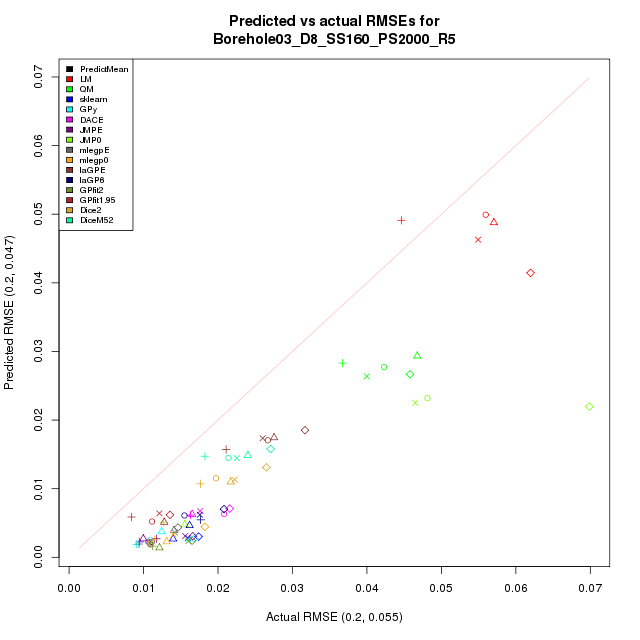 Predicted vs actual RMSEs for
Borehole03_D8_SS160_PS2000_R5
PredictMean
LM
QM
sklearn
GPy
DACE
JMPE
JMP0
mlegpE
mlegp0
laGPE
laGP6
GPfit2
GPfit1.95
Dice2
DiceM52
Predicted RMSE (0.2, 0.047)
0.07
0.06
0.05
0.04
0.03
0.02
0.01
0.00
0.00 0.01 0.02 0.03 0.04 0.05 0.06 0.07
Actual RMSE (0.2, 0.055)